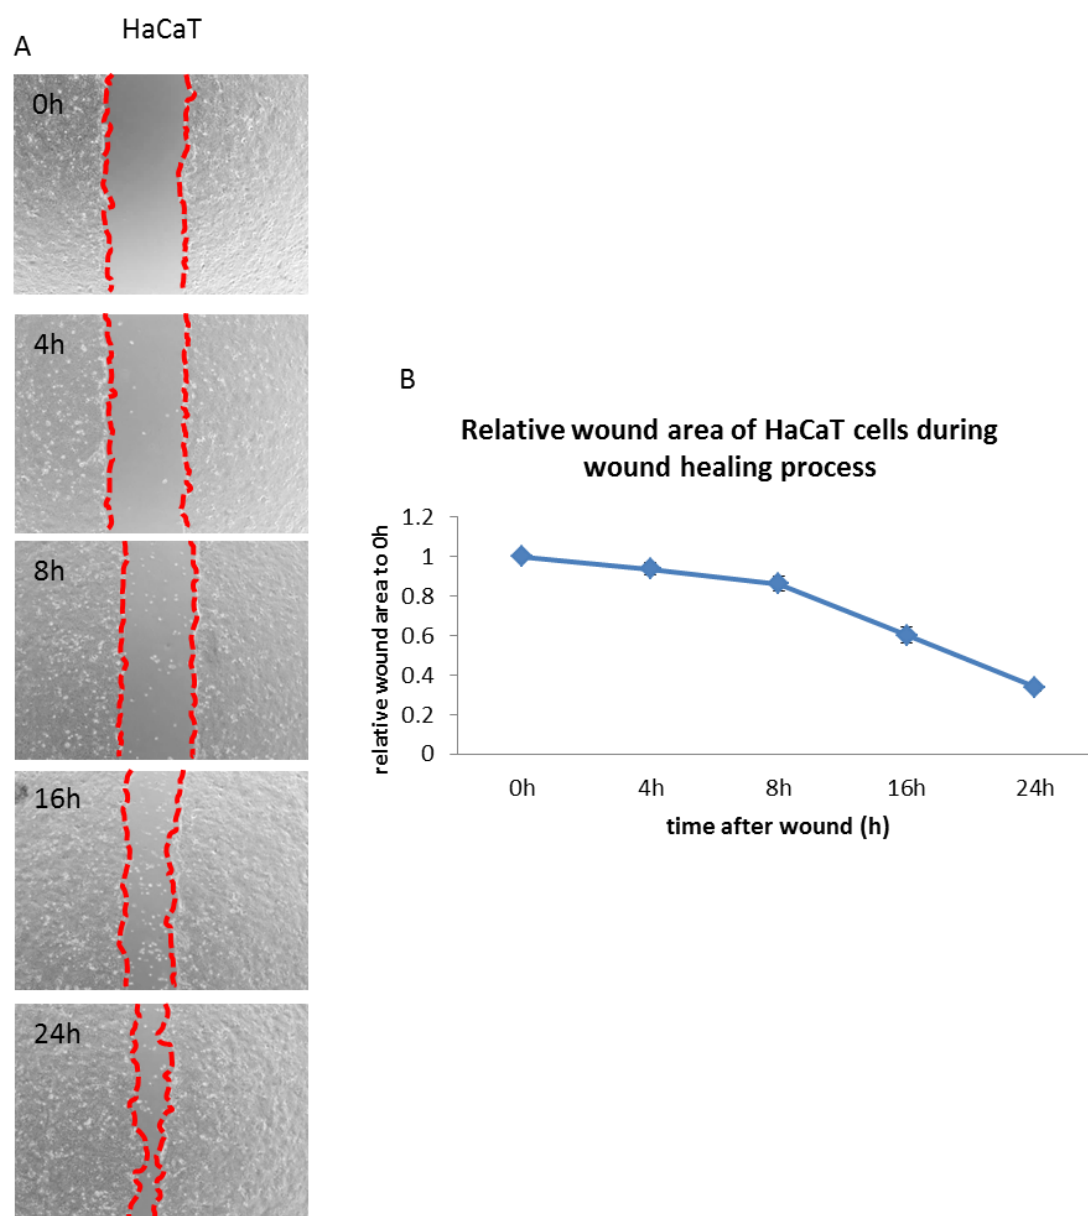 A
HaCaT
0h
4h
8h
16h
24h
B
Relative wound area of HaCaT cells during
wound healing process
relative wound area to 0h
1.2
1
0.8
0.6
0.4
0.2
0
0h 4h 8h 16h 24h
time after wound (h)